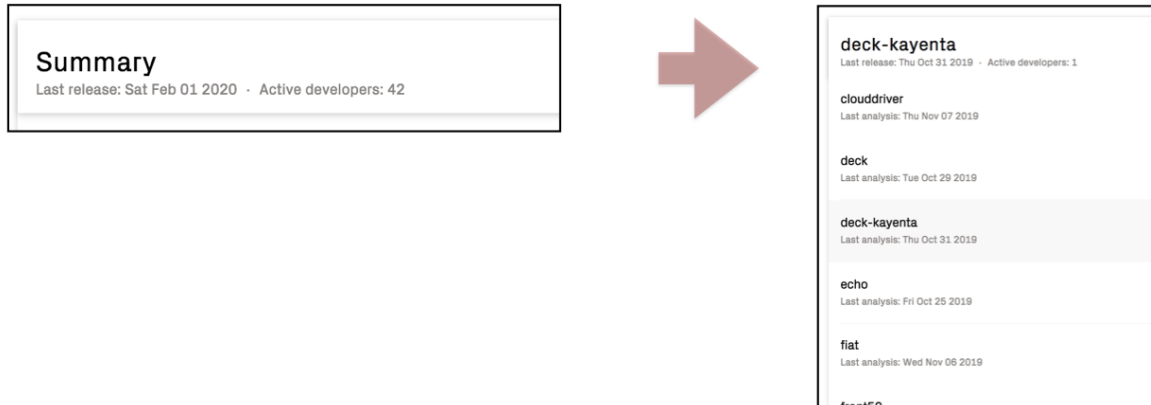 Summary
Last release: Sat Feb 01 2020 · Active developers: 42
deck-kayenta
Last release: Thu Oct 31 2019 · Active developers: 1
clouddriver
Last analysis: Thu Nov 07 2019
deck
Last analysis: Tue Oct 29 2019
deck-kayenta
Last analysis: Thu Oct 31 2019
echo
Last analysis: Fri Oct 25 2019
fiat
Last analysis: Wed Nov 06 2019